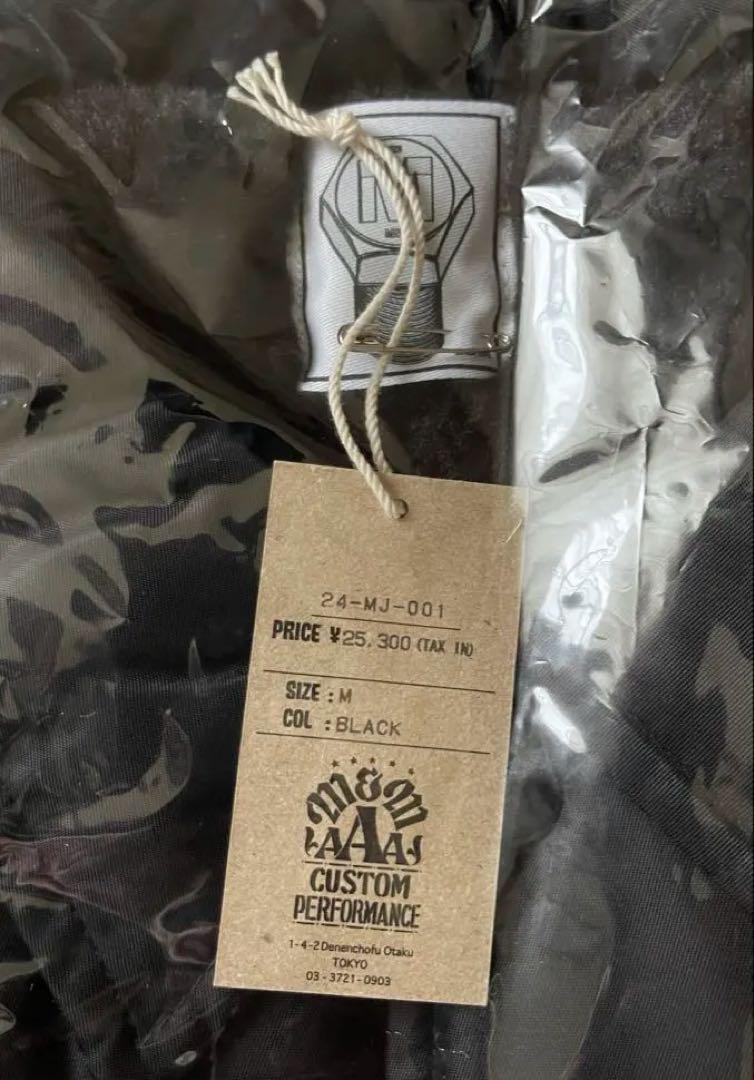 24-MJ-001
PRICE ¥25,300 (TAX IN)
SIZE : M
COL : BLACK
M&M
AAA
CUSTOM
PERFORMANCE
1-4-2 Denenchofu Otaku
TOKYO
03-3721-0903